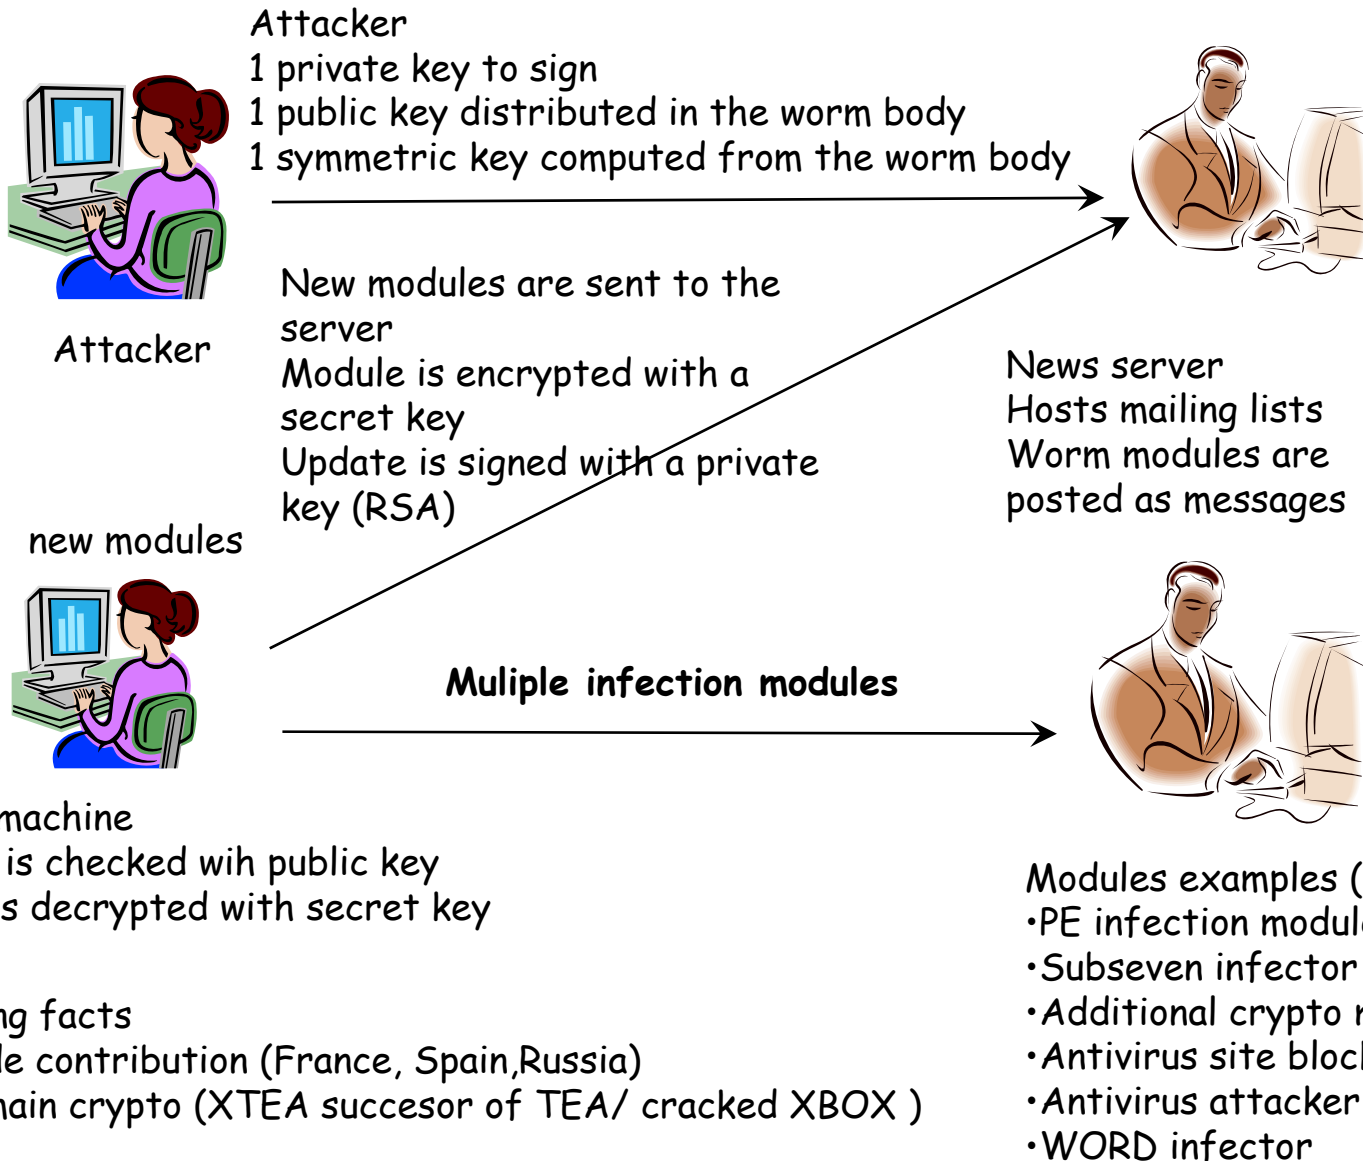 Attacker
1 private key to sign
1 public key distributed in the worm body
1 symmetric key computed from the worm body
Attacker
New modules are sent to the
server
Module is encrypted with a
secret key
Update is signed with a private
key (RSA)
News server
Hosts mailing lists
Worm modules are
posted as messages
new modules
Muliple infection modules
machine
is checked wih public key
decrypted with secret key
facts
contribution (France, Spain,Russia)
crypto (XTEA succesor of TEA/ cracked XBOX )
Modules examples (
•PE infection
•Subseven infector
•Additional crypto
•Antivirus site
•Antivirus attacker
•WORD infector